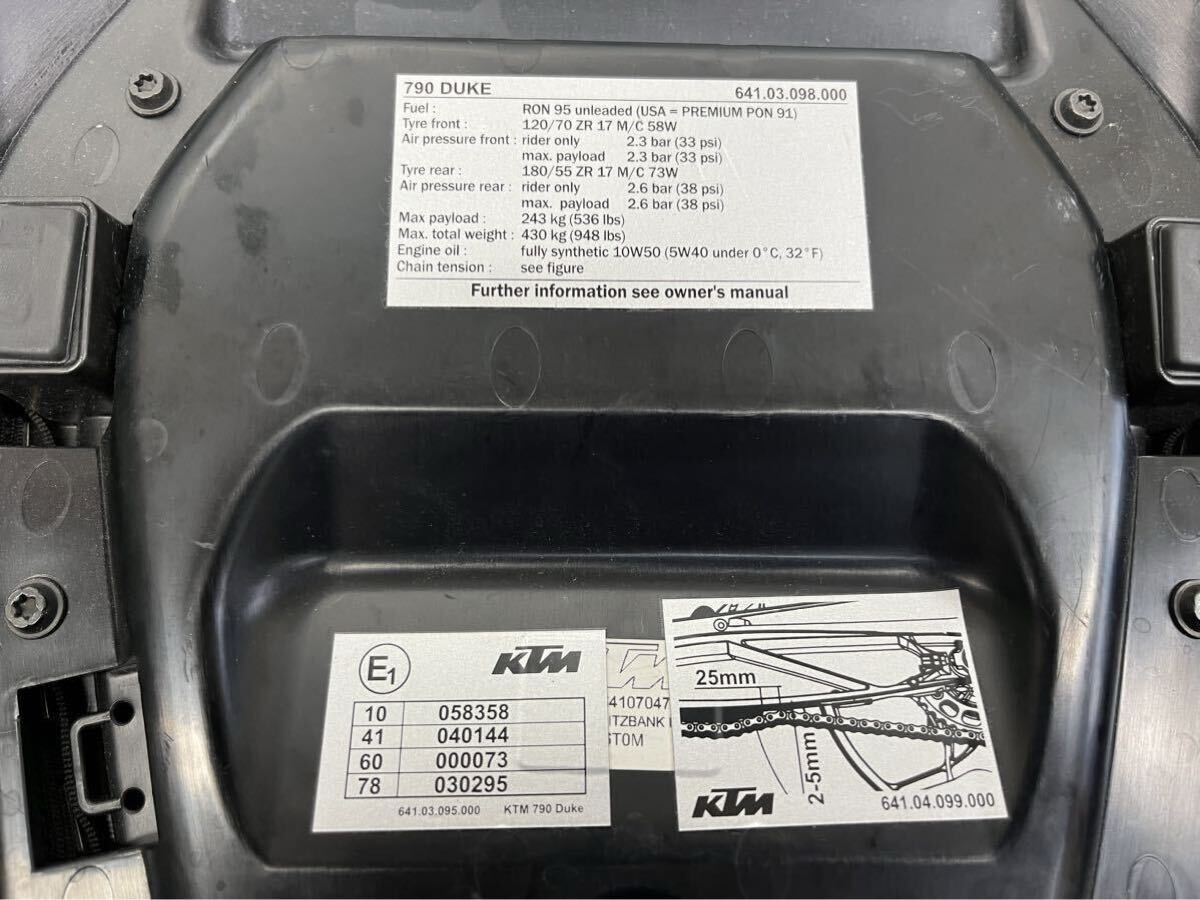 790 DUKE 641.03.098.000
Fuel : RON 95 unleaded (USA = PREMIUM PON 91)
Tyre front : 120/70 ZR 17 M/C 58W
Air pressure front : rider only 2.3 bar (33 psi)
max. payload 2.3 bar (33 psi)
Tyre rear : 180/55 ZR 17 M/C 73W
Air pressure rear : rider only 2.6 bar (38 psi)
max. payload 2.6 bar (38 psi)
Max payload : 243 kg (536 lbs)
Max. total weight : 430 kg (948 lbs)
Engine oil : fully synthetic 10W50 (5W40 under 0°C, 32°F)
Chain tension : see figure
Further information see owner's manual
E1 KTM
10 058358
41 040144
60 000073
78 030295
641.03.095.000 KTM 790 Duke
4107047
ITZBANK
ST0M
25mm
2-5mm
KTM 641.04.099.000